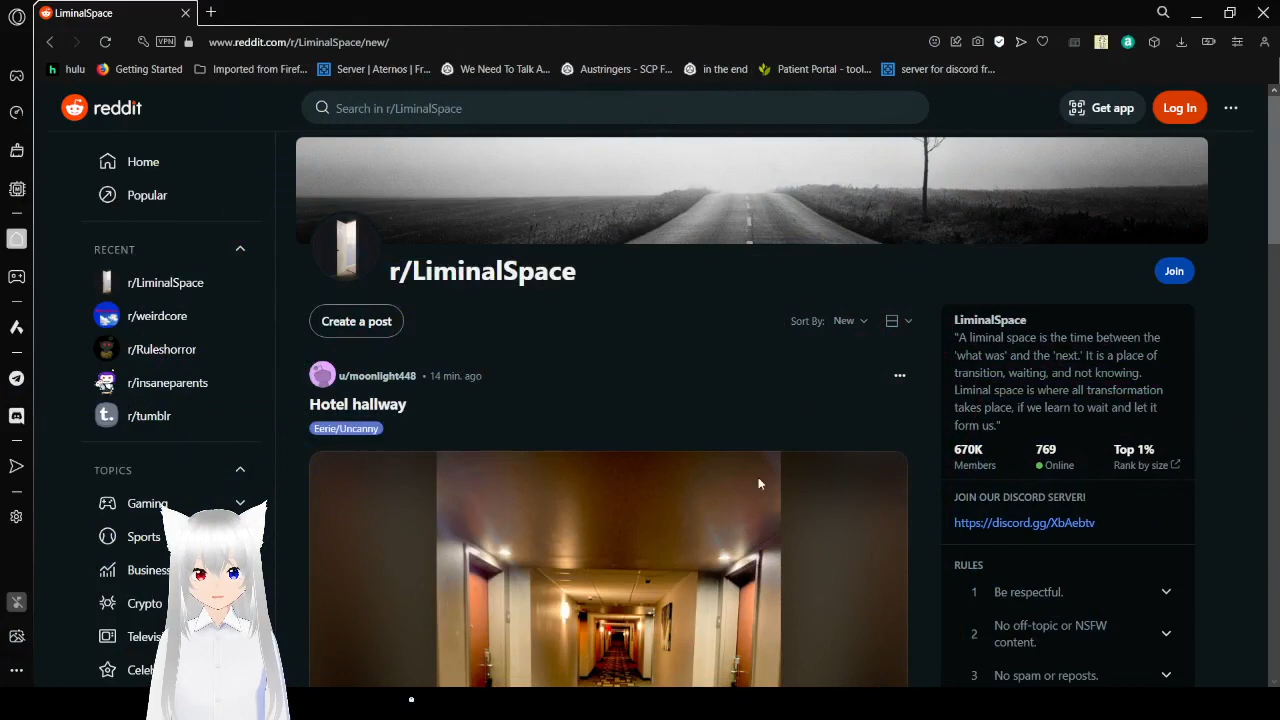 LiminalSpace
VPN
www.reddit.com/r/LiminalSpace/new/
hulu
Getting Started
Imported from Firef...
Server | Aternos | Fr...
We Need To Talk A...
Austringers - SCP F...
in the end
Patient Portal - tool...
server for discord fr...
reddit
Search in r/LiminalSpace
Get app
Log In
Home
Popular
RECENT
r/LiminalSpace
r/weirdcore
r/Ruleshorror
r/insaneparents
r/tumblr
TOPICS
Gaming
Sports
Business
Crypto
Televis
Celeb
r/LiminalSpace
Join
Create a post
Sort By: New
u/moonlight448 • 14 min. ago
Hotel hallway
Eerie/Uncanny
LiminalSpace
"A liminal space is the time between the
'what was' and the 'next.' It is a place of
transition, waiting, and not knowing.
Liminal space is where all transformation
takes place, if we learn to wait and let it
form us."
670K 769 Top 1%
Members Online Rank by size
JOIN OUR DISCORD SERVER!
https://discord.gg/XbAebtv
RULES
1 Be respectful.
2 No off-topic or NSFW
content.
3 No spam or reposts.